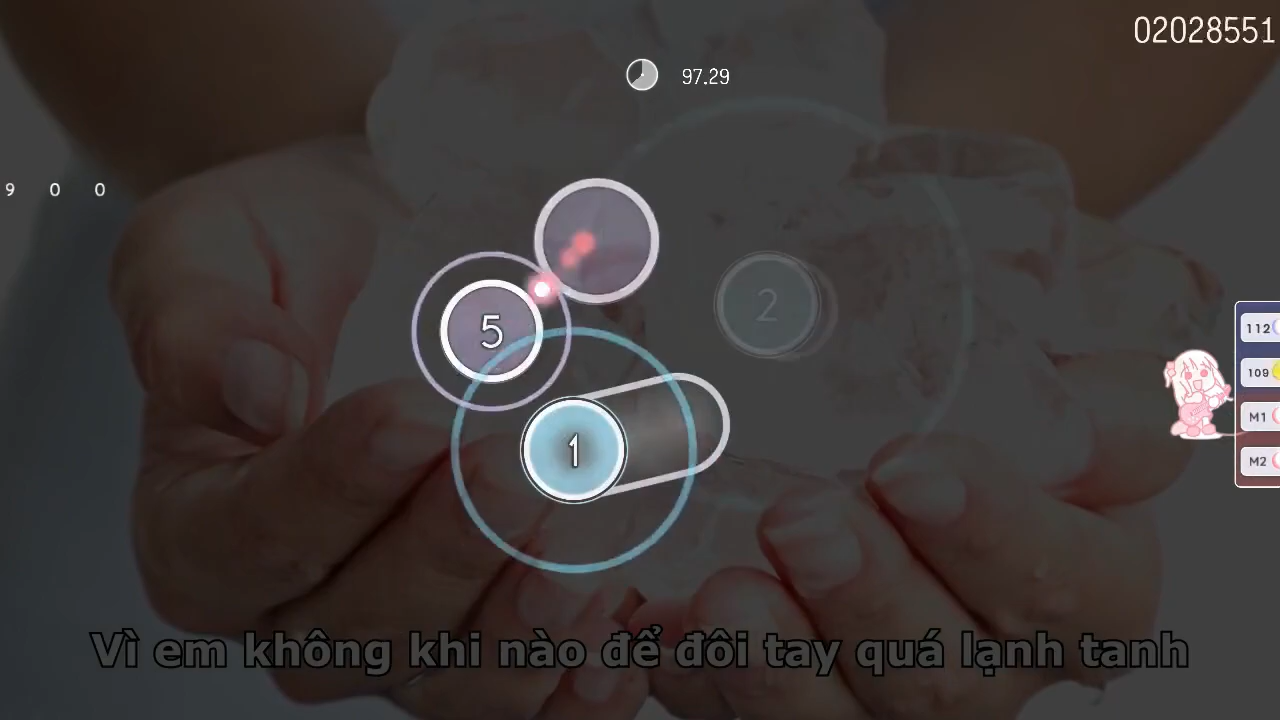 02028551
97.29
9 0 0
5
2
1
112
109
M1
M2
Vì em không khi nào để đôi tay quá lạnh tanh